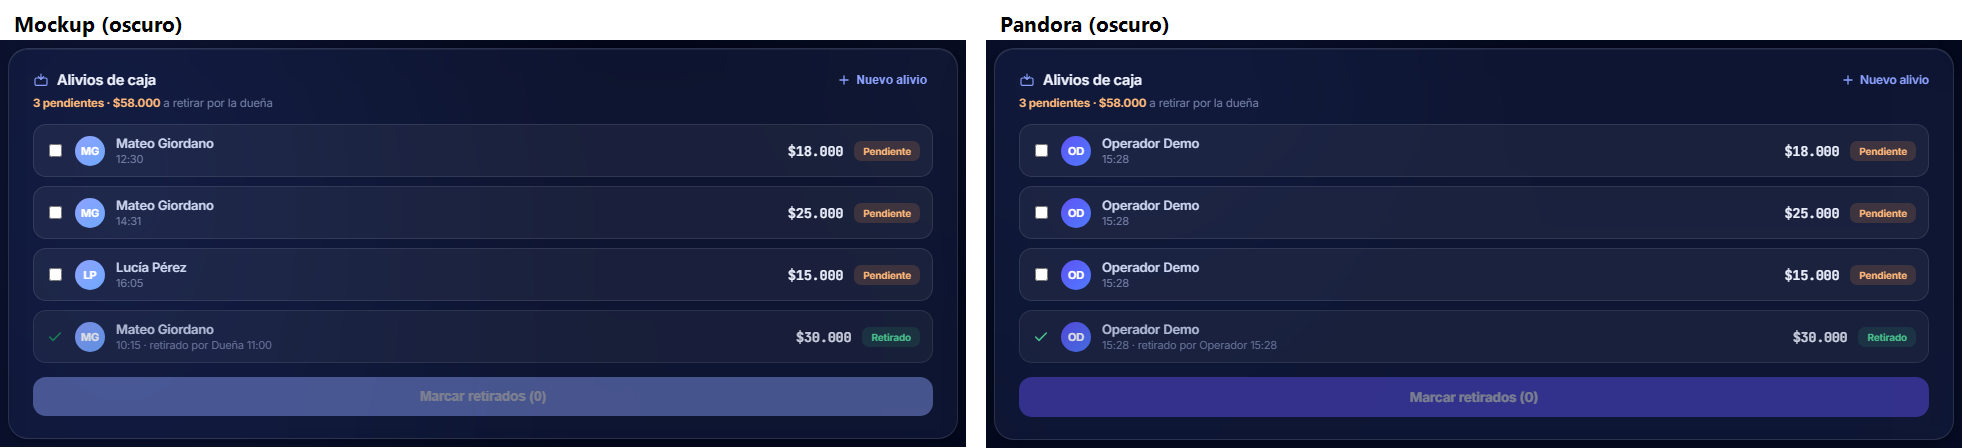 Mockup (oscuro)
Alivios de caja
+ Nuevo alivio
3 pendientes · $58.000 a retirar por la dueña
MG
Mateo Giordano
12:30
$18.000
Pendiente
MG
Mateo Giordano
14:31
$25.000
Pendiente
LP
Lucía Pérez
16:05
$15.000
Pendiente
MG
Mateo Giordano
10:15 · retirado por Dueña 11:00
$30.000
Retirado
Marcar retirados (0)
Pandora (oscuro)
Alivios de caja
+ Nuevo alivio
3 pendientes · $58.000 a retirar por la dueña
OD
Operador Demo
15:28
$18.000
Pendiente
OD
Operador Demo
15:28
$25.000
Pendiente
OD
Operador Demo
15:28
$15.000
Pendiente
OD
Operador Demo
15:28 · retirado por Operador 15:28
$30.000
Retirado
Marcar retirados (0)